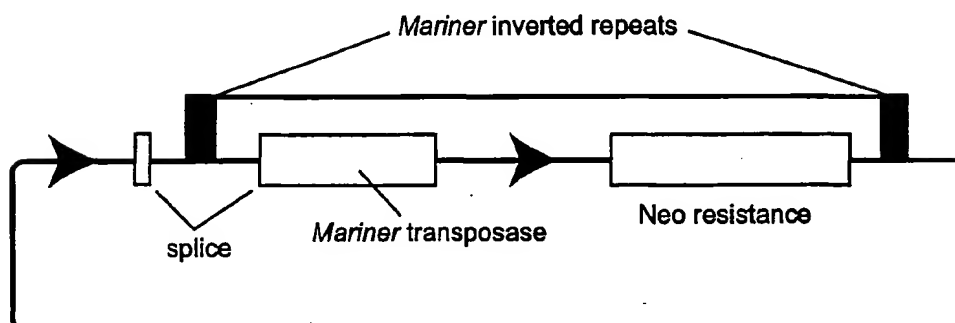 Mariner inverted repeats
splice
Mariner transposase
Neo resistance